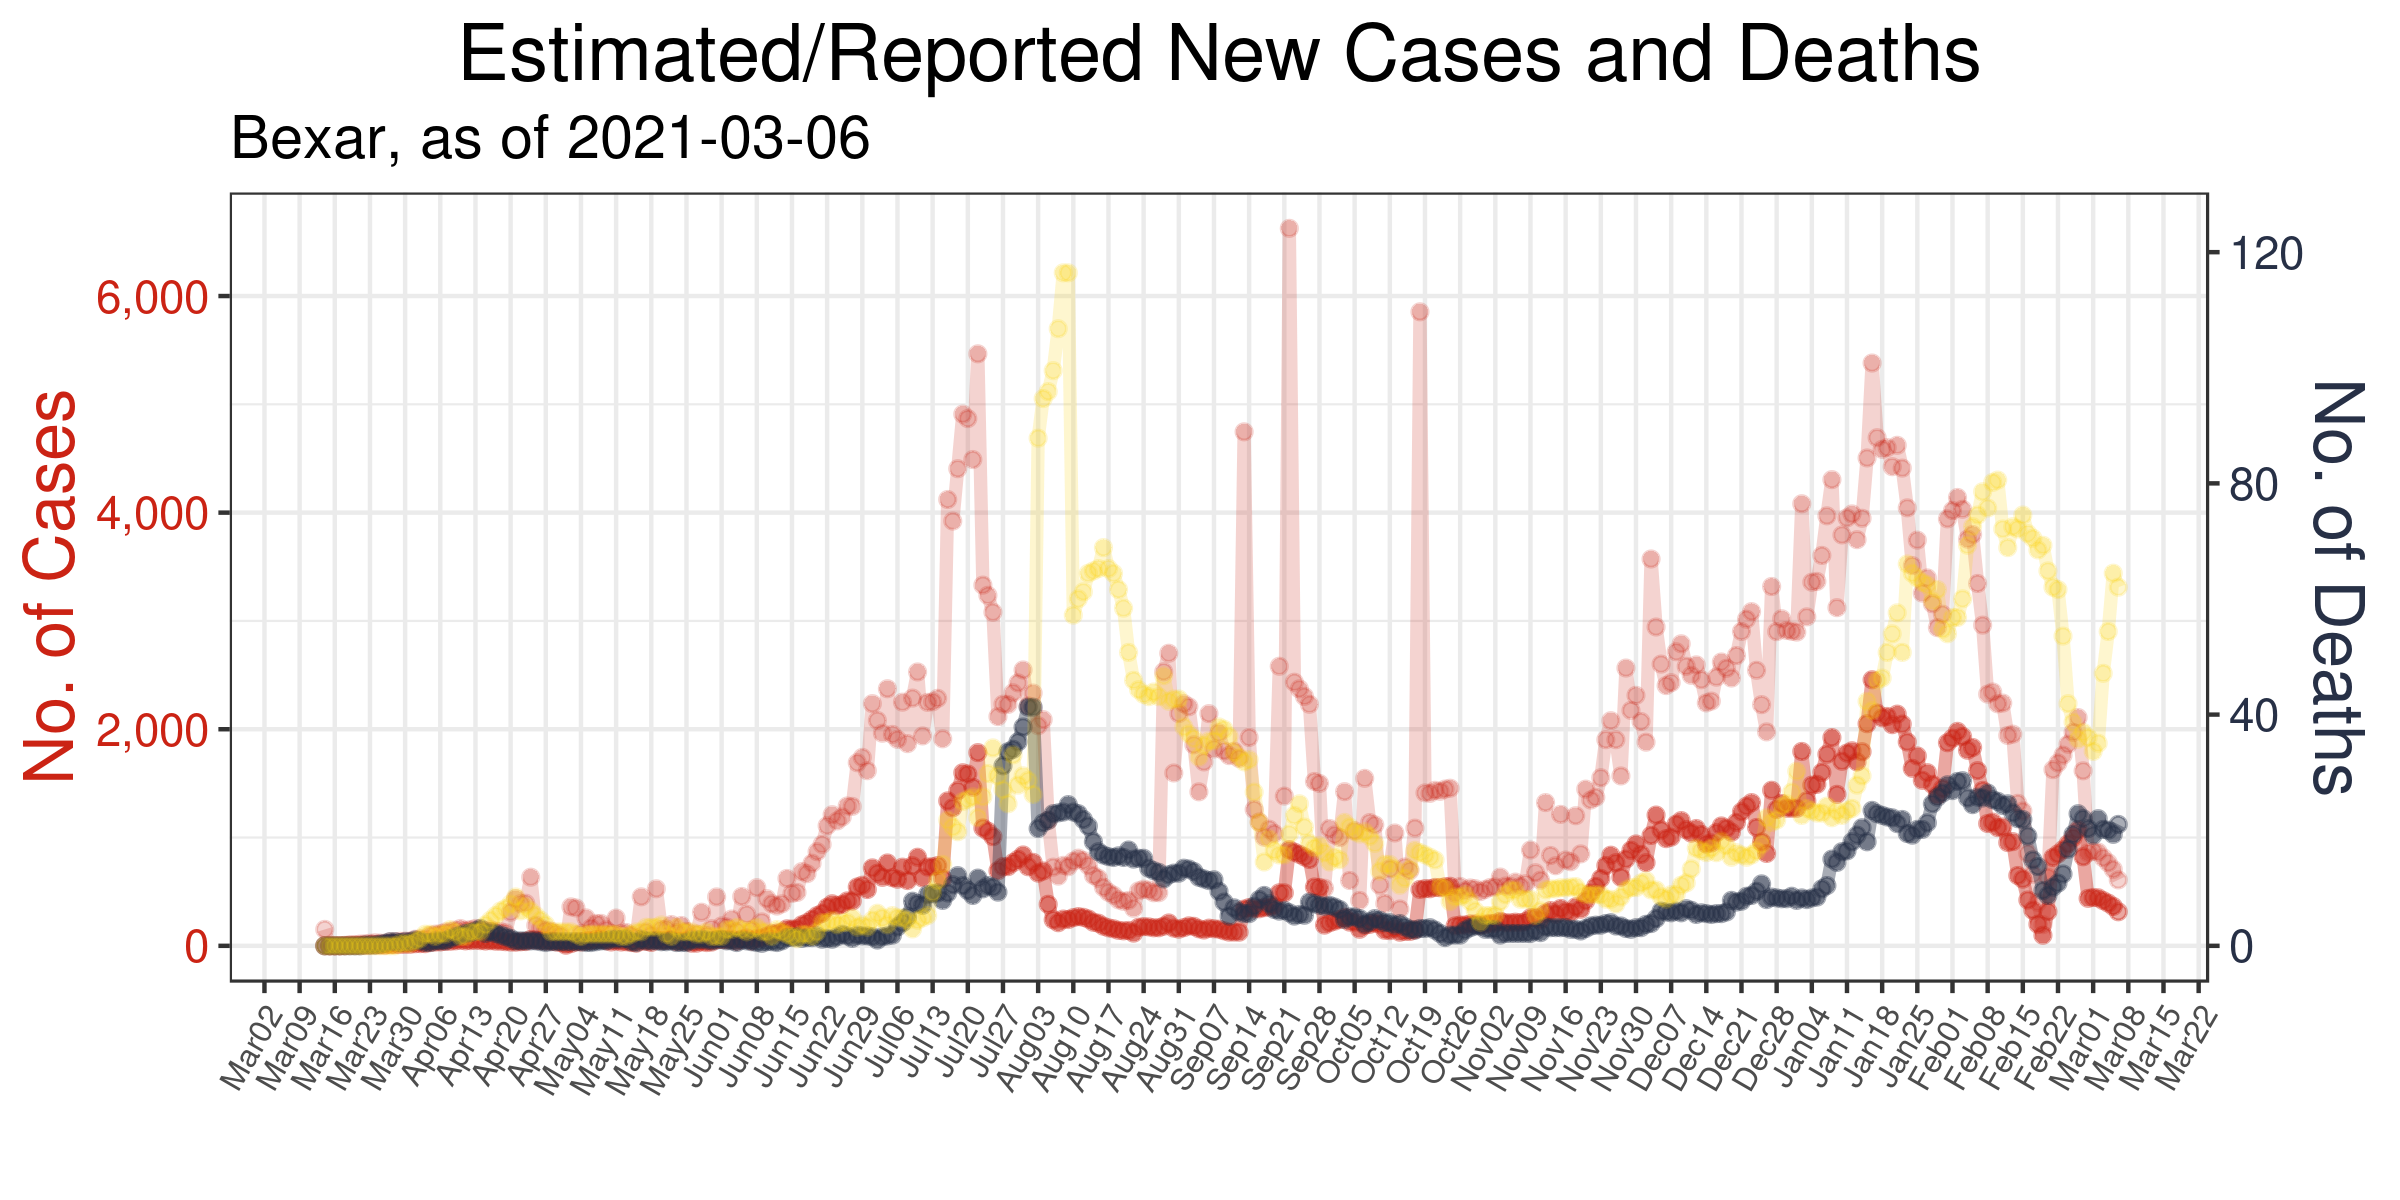 Estimated/Reported New Cases and Deaths
Bexar, as of 2021-03-06
No. of Cases
6,000
4,000
2,000
0
120
80
40
0
No. of Deaths
Mar02
Mar09
Mar16
Mar23
Mar30
Apr06
Apr13
Apr20
Apr27
May04
May11
May18
May25
Jun01
Jun08
Jun15
Jun22
Jun29
Jul06
Jul13
Jul20
Jul27
Aug03
Aug10
Aug17
Aug24
Aug31
Sep07
Sep14
Sep21
Sep28
Oct05
Oct12
Oct19
Oct26
Nov02
Nov09
Nov16
Nov23
Nov30
Dec07
Dec14
Dec21
Dec28
Jan04
Jan11
Jan18
Jan25
Feb01
Feb08
Feb15
Feb22
Mar01
Mar08
Mar15
Mar22